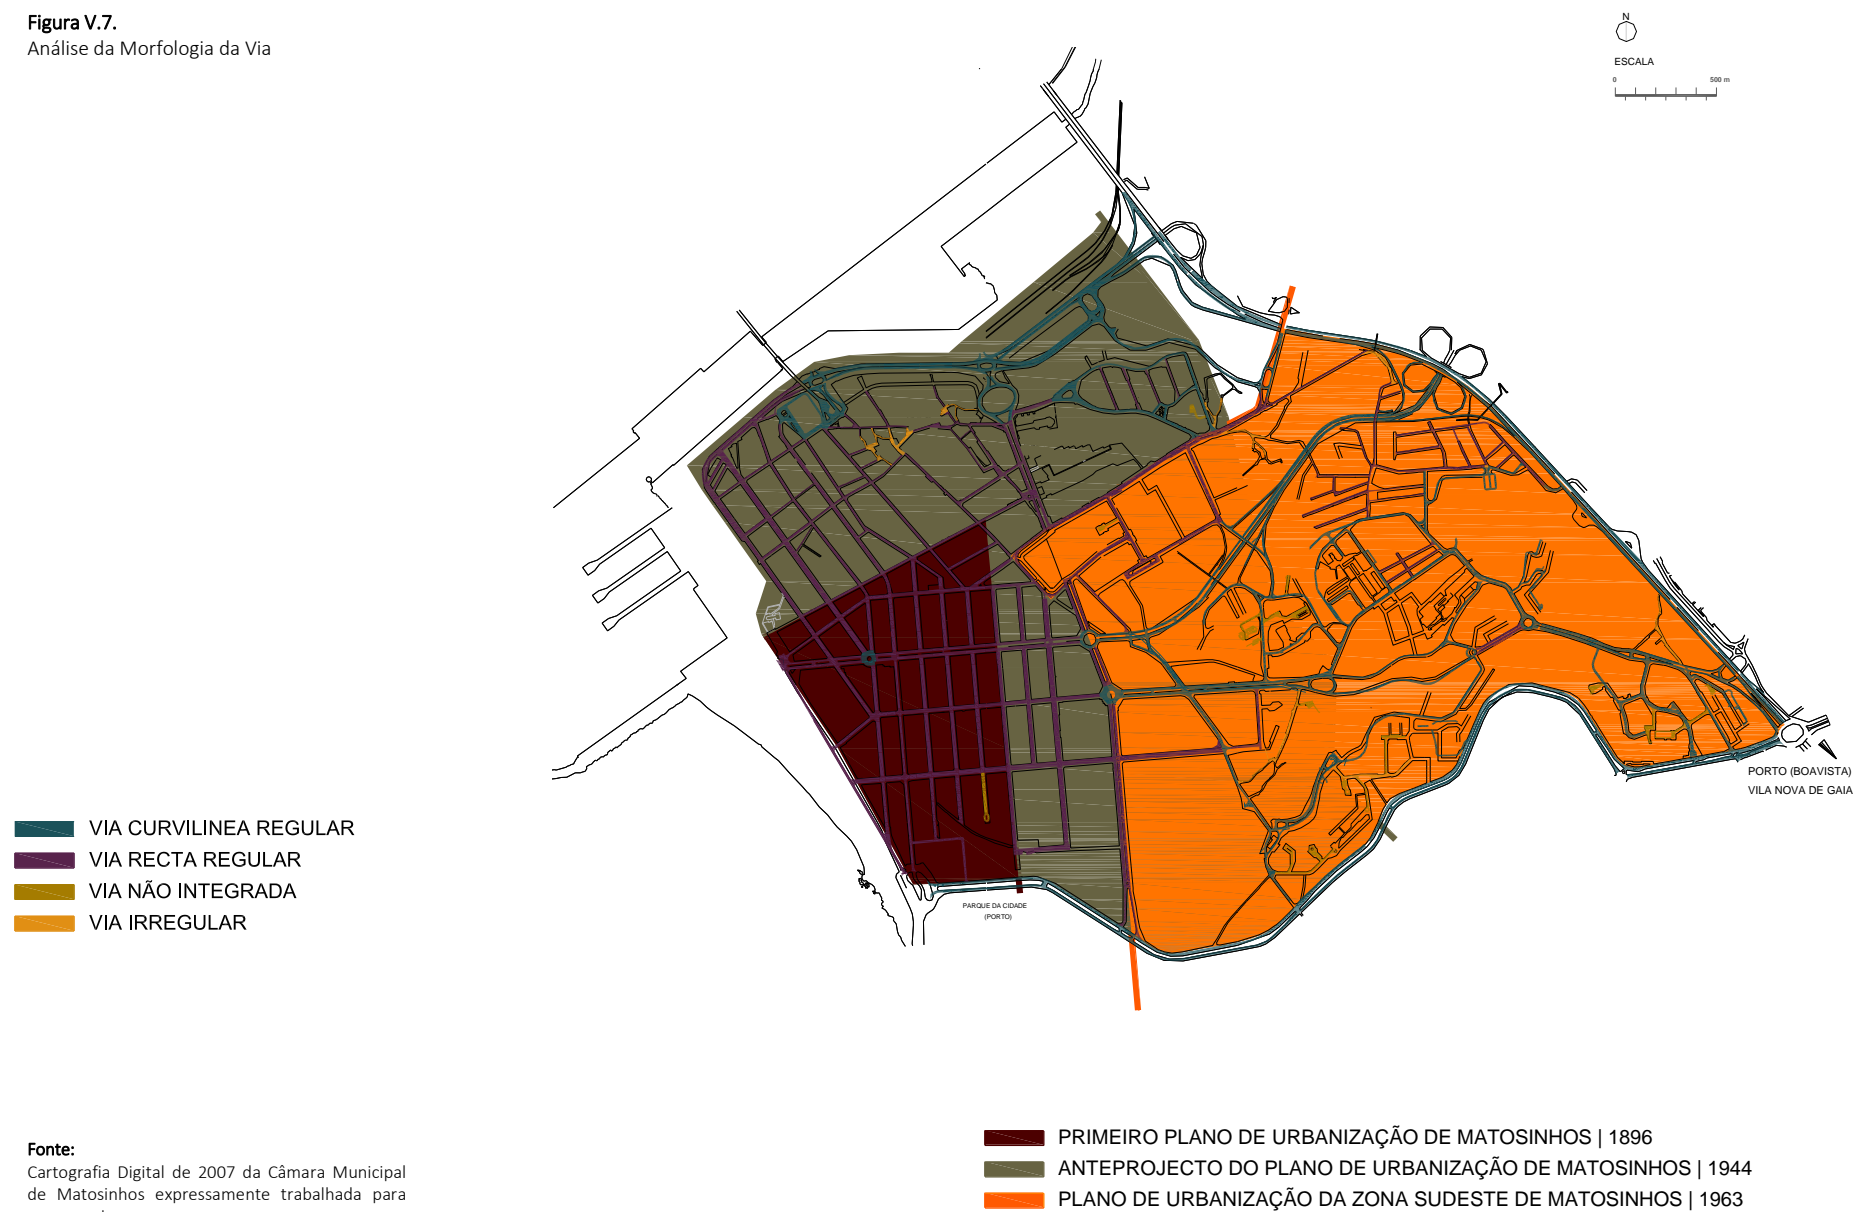 Figura V.7.
Análise da Morfologia da Via
N
ESCALA
0 500 m
PORTO (BOAVISTA)
VILA NOVA DE GAIA
VIA CURVILINEA REGULAR
VIA RECTA REGULAR
VIA NÃO INTEGRADA
VIA IRREGULAR
PARQUE DA CIDADE
(PORTO)
Fonte:
Cartografia Digital de 2007 da Câmara Municipal
de Matosinhos expressamente trabalhada para
PRIMEIRO PLANO DE URBANIZAÇÃO DE MATOSINHOS | 1896
ANTEPROJECTO DO PLANO DE URBANIZAÇÃO DE MATOSINHOS | 1944
PLANO DE URBANIZAÇÃO DA ZONA SUDESTE DE MATOSINHOS | 1963